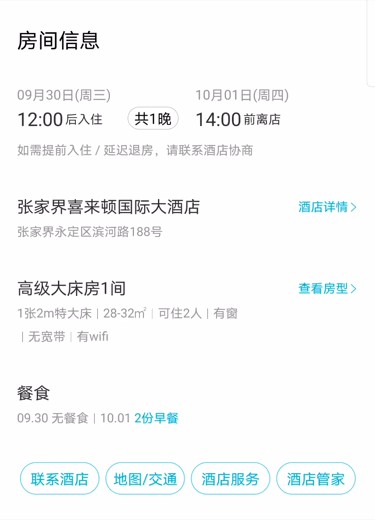 房间信息
09月30日(周三) 10月01日(周四)
12:00后入住 共1晚 14:00前离店
如需提前入住 / 延迟退房，请联系酒店协商
张家界喜来顿国际大酒店 酒店详情
张家界永定区滨河路188号
高级大床房1间 查看房型
1张2m特大床 | 28-32㎡ | 可住2人 | 有窗
| 无宽带 | 有wifi
餐食
09.30 无餐食 | 10.01 2份早餐
联系酒店 地图/交通 酒店服务 酒店管家